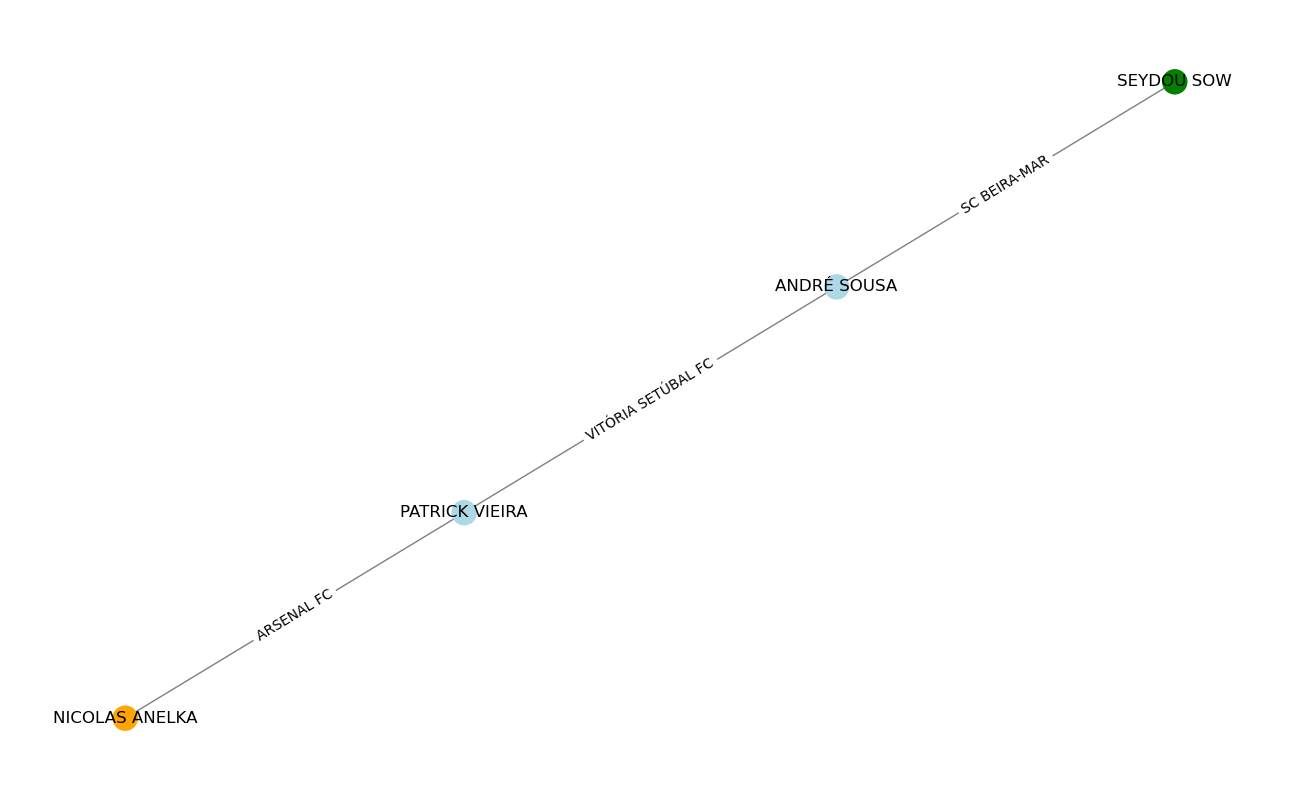 SEYDOU SOW
SC BEIRA-MAR
ANDRÉ SOUSA
VITÓRIA SETÚBAL FC
PATRICK VIEIRA
ARSENAL FC
NICOLAS ANELKA